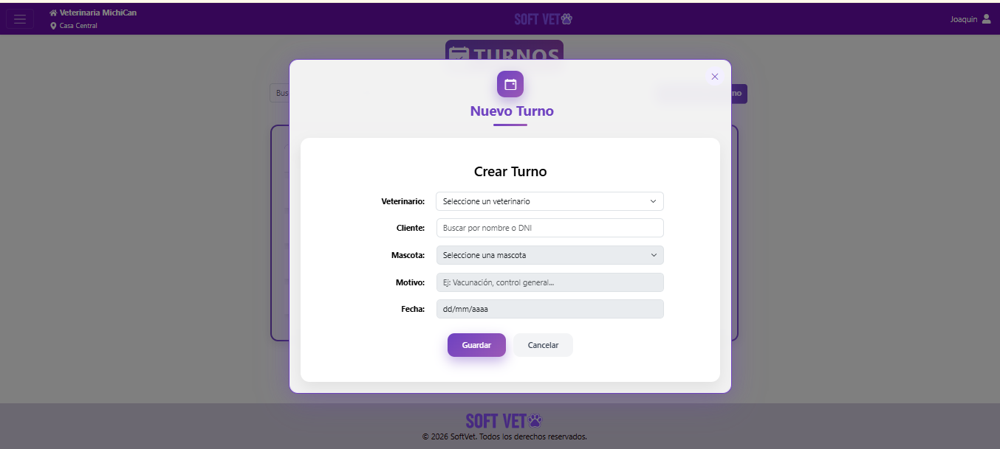 Veterinaria MichiCan
Casa Central
SOFT VET
Joaquin
TURNOS
Bus
no
Nuevo Turno
Crear Turno
Veterinario: Seleccione un veterinario
Cliente: Buscar por nombre o DNI
Mascota: Seleccione una mascota
Motivo: Ej: Vacunación, control general...
Fecha: dd/mm/aaaa
Guardar Cancelar
SOFT VET
© 2026 SoftVet. Todos los derechos reservados.